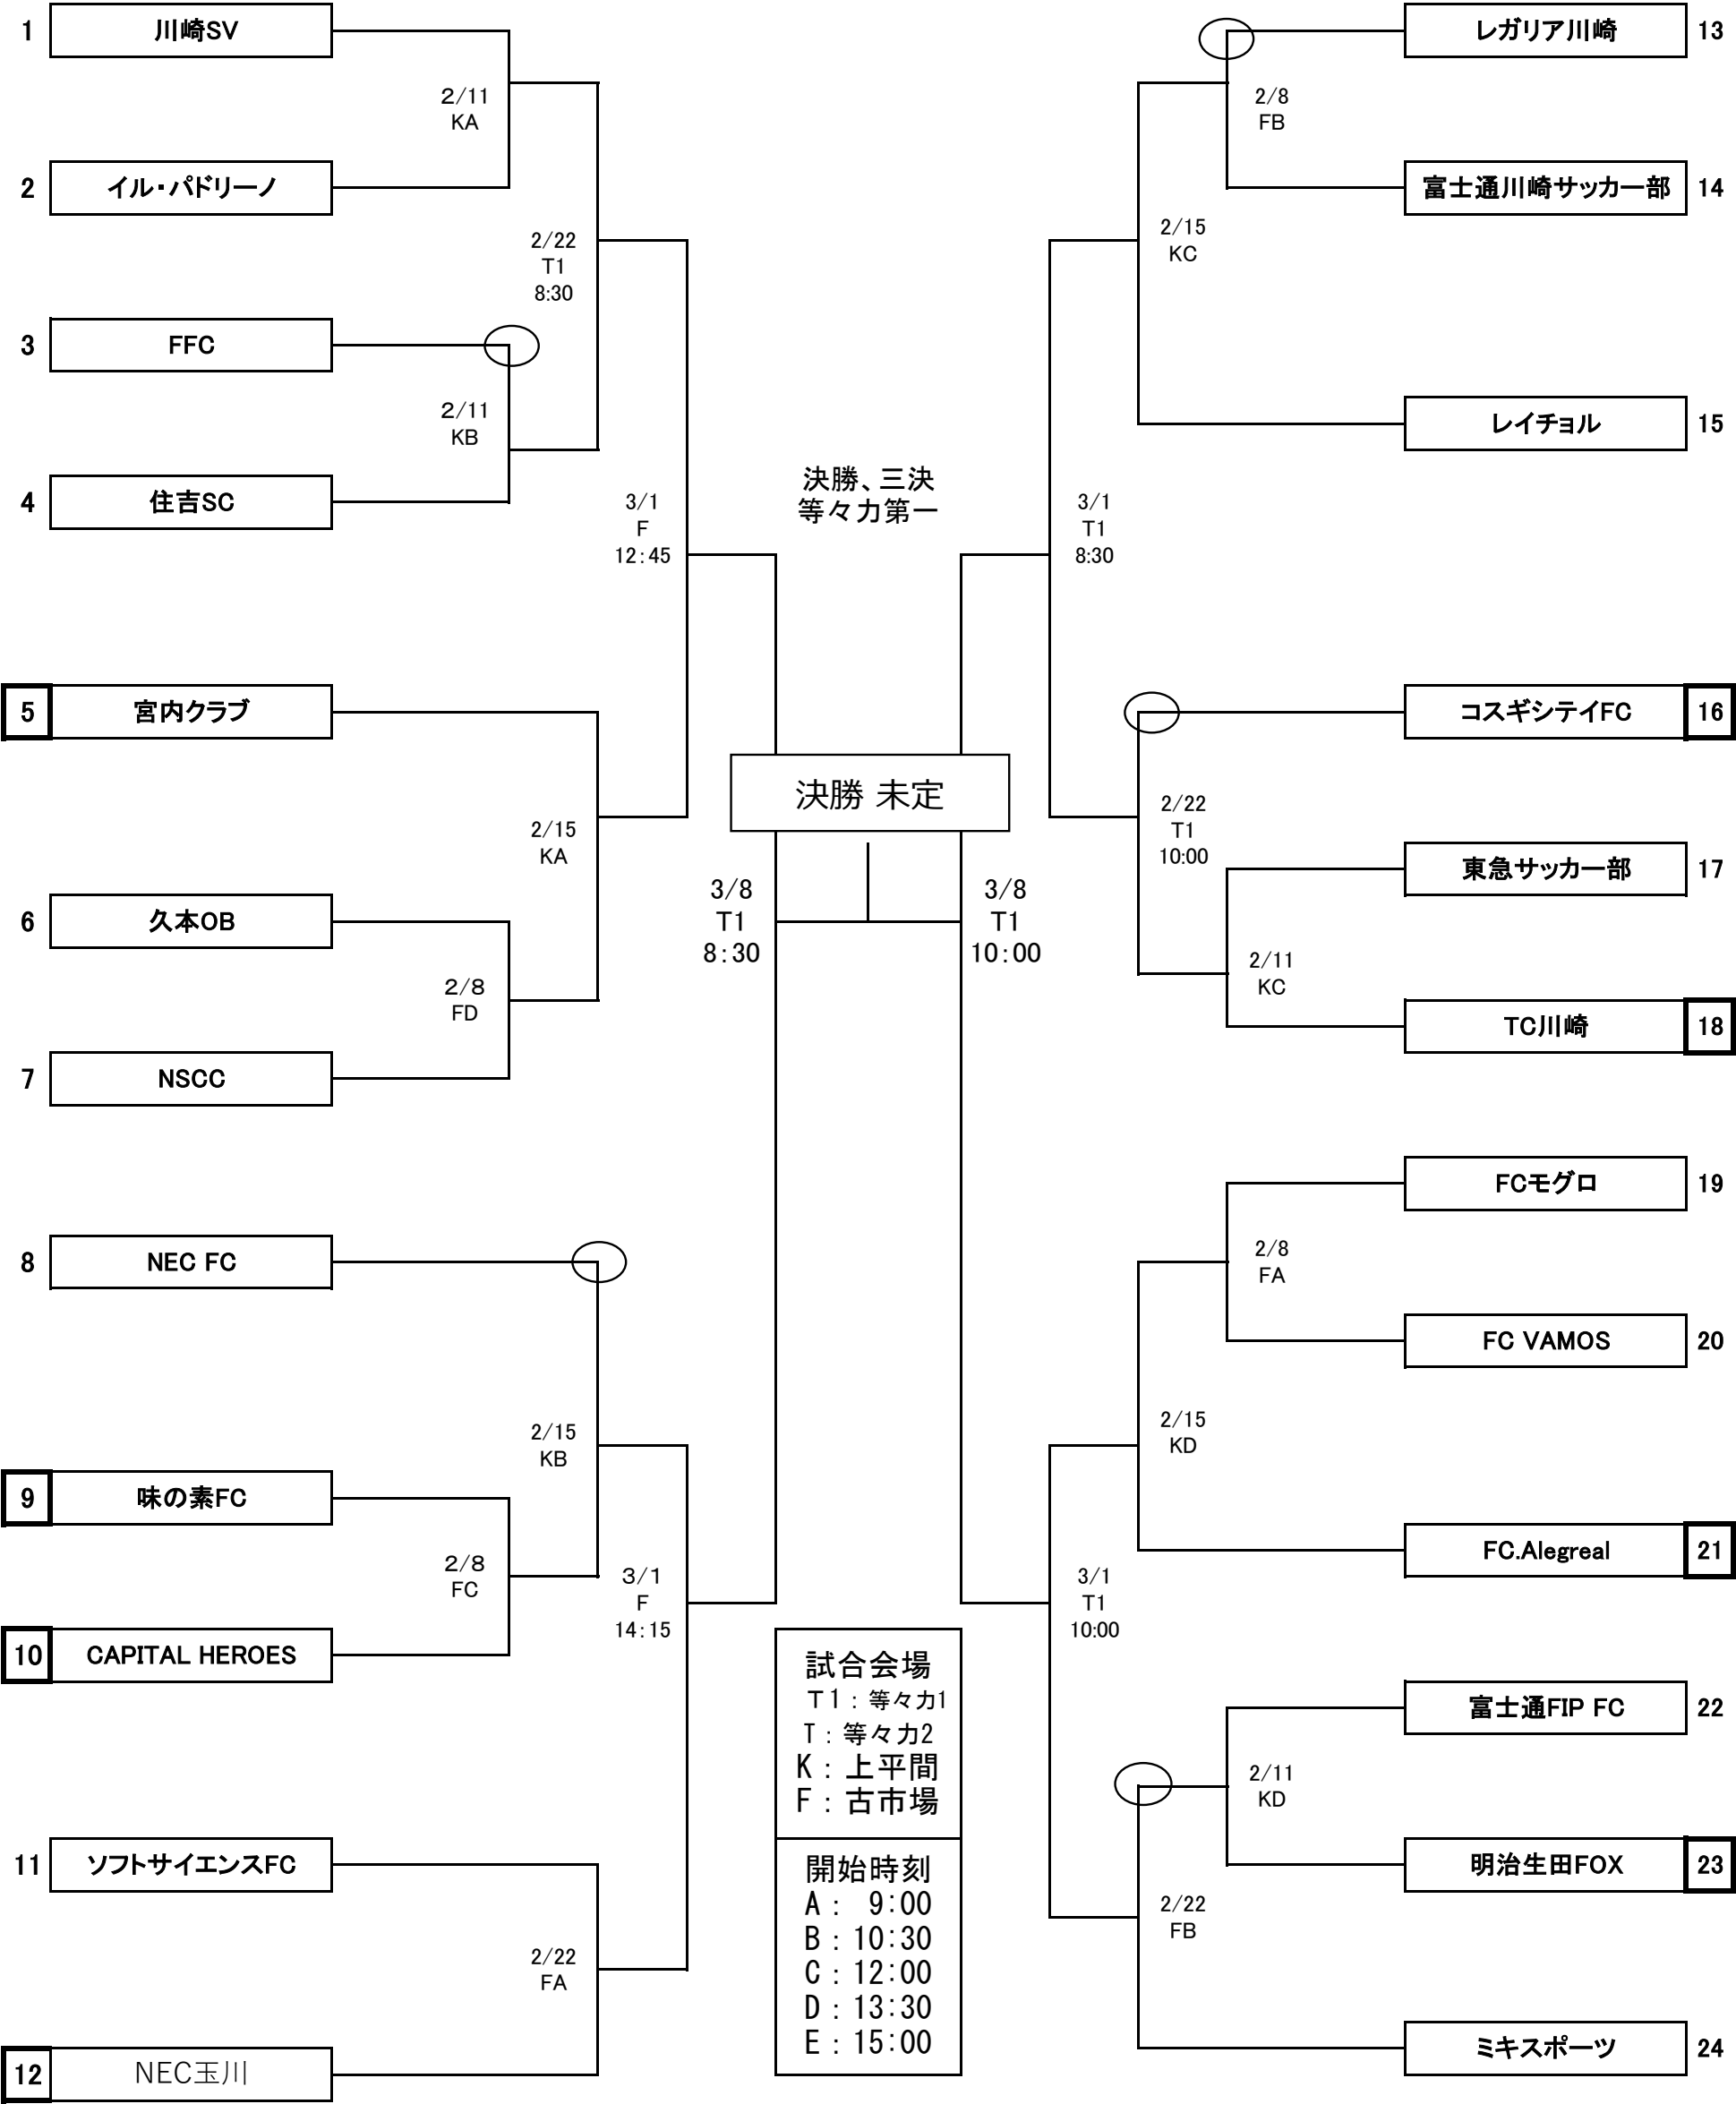 1 川崎SV
2/11
KA
2 イル・パドリーノ
2/22
T1
8:30
3 FFC
2/11
KB
4 住吉SC
3/1
F
12:45
5 宮内クラブ
2/15
KA
6 久本OB
2/8
FD
7 NSCC
8 NEC FC
2/15
KB
9 味の素FC
2/8
FC
10 CAPITAL HEROES
3/1
F
14:15
11 ソフトサイエンスFC
2/22
FA
12 NEC玉川
決勝、三決
等々力第一
決勝 未定
3/8
T1
8:30
3/8
T1
10:00
試合会場
T1：等々力1
T：等々力2
K：上平間
F：古市場
開始時刻
A： 9:00
B：10:30
C：12:00
D：13:30
E：15:00
レガリア川崎 13
2/8
FB
富士通川崎サッカー部 14
2/15
KC
レイチョル 15
3/1
T1
8:30
コスギシテイFC 16
2/22
T1
10:00
東急サッカー部 17
2/11
KC
TC川崎 18
FCモグロ 19
2/8
FA
FC VAMOS 20
2/15
KD
FC.Alegreal 21
3/1
T1
10:00
富士通FIP FC 22
2/11
KD
明治生田FOX 23
2/22
FB
ミキスポーツ 24